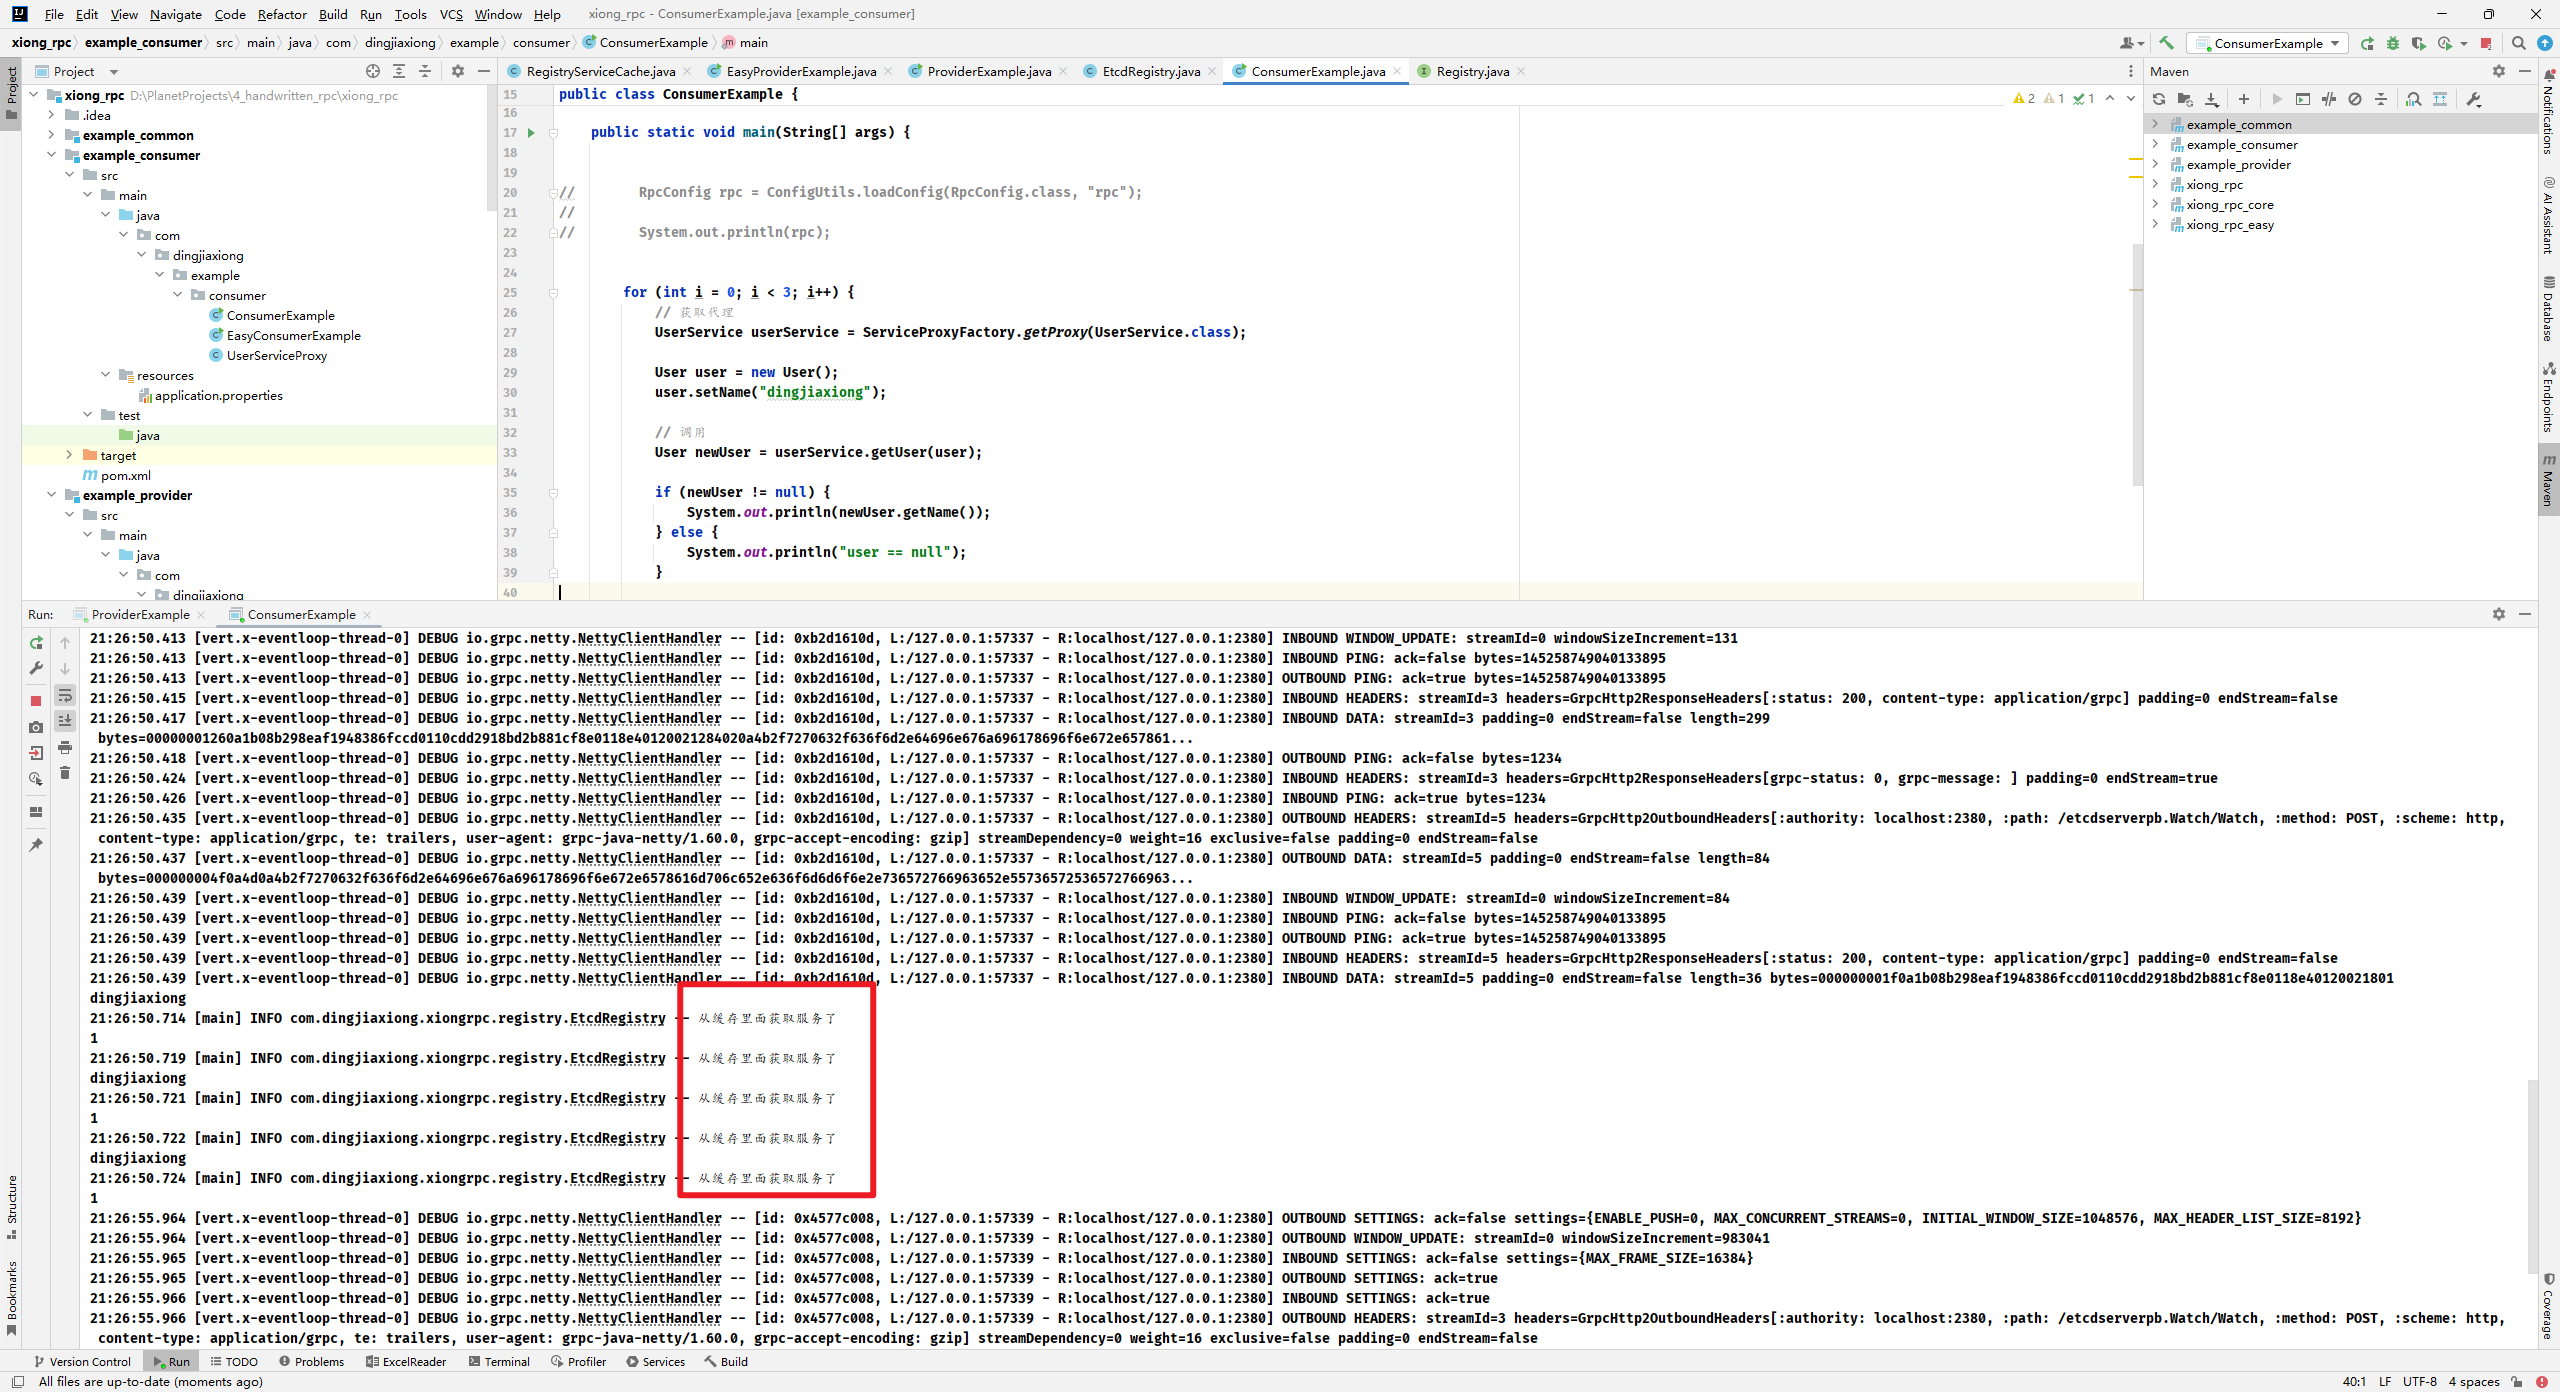 File Edit View Navigate Code Refactor Build Run Tools VCS Window Help xiong_rpc - ConsumerExample.java [example_consumer]
xiong_rpc example_consumer src main java com dingjiaxiong example consumer ConsumerExample main ConsumerExample
Project RegistryServiceCache.java EasyProviderExample.java ProviderExample.java EtcdRegistry.java ConsumerExample.java Registry.java Maven
Project
xiong_rpc D:\PlanetProjects\4_handwritten_rpc\xiong_rpc
.idea
example_common
example_consumer
src
main
java
com
dingjiaxiong
example
consumer
ConsumerExample
EasyConsumerExample
UserServiceProxy
resources
application.properties
test
java
target
pom.xml
example_provider
src
main
java
com
dingjiaxiong
15 public class ConsumerExample {
2 1 1
16
17 public static void main(String[] args) {
18
19
20 // RpcConfig rpc = ConfigUtils.loadConfig(RpcConfig.class, "rpc");
21 //
22 // System.out.println(rpc);
23
24
25 for (int i = 0; i < 3; i++) {
26 // 获取代理
27 UserService userService = ServiceProxyFactory.getProxy(UserService.class);
28
29 User user = new User();
30 user.setName("dingjiaxiong");
31
32 // 调用
33 User newUser = userService.getUser(user);
34
35 if (newUser != null) {
36 System.out.println(newUser.getName());
37 } else {
38 System.out.println("user == null");
39 }
40
example_common
example_consumer
example_provider
xiong_rpc
xiong_rpc_core
xiong_rpc_easy
Notifications
AI Assistant
Database
Endpoints
Maven
Run: ProviderExample ConsumerExample
21:26:50.413 [vert.x-eventloop-thread-0] DEBUG io.grpc.netty.NettyClientHandler -- [id: 0xb2d1610d, L:/127.0.0.1:57337 - R:localhost/127.0.0.1:2380] INBOUND WINDOW_UPDATE: streamId=0 windowSizeIncrement=131
21:26:50.413 [vert.x-eventloop-thread-0] DEBUG io.grpc.netty.NettyClientHandler -- [id: 0xb2d1610d, L:/127.0.0.1:57337 - R:localhost/127.0.0.1:2380] INBOUND PING: ack=false bytes=145258749040133895
21:26:50.413 [vert.x-eventloop-thread-0] DEBUG io.grpc.netty.NettyClientHandler -- [id: 0xb2d1610d, L:/127.0.0.1:57337 - R:localhost/127.0.0.1:2380] OUTBOUND PING: ack=true bytes=145258749040133895
21:26:50.415 [vert.x-eventloop-thread-0] DEBUG io.grpc.netty.NettyClientHandler -- [id: 0xb2d1610d, L:/127.0.0.1:57337 - R:localhost/127.0.0.1:2380] INBOUND HEADERS: streamId=3 headers=GrpcHttp2ResponseHeaders[:status: 200, content-type: application/grpc] padding=0 endStream=false
21:26:50.417 [vert.x-eventloop-thread-0] DEBUG io.grpc.netty.NettyClientHandler -- [id: 0xb2d1610d, L:/127.0.0.1:57337 - R:localhost/127.0.0.1:2380] INBOUND DATA: streamId=3 padding=0 endStream=false length=299
bytes=00000001260a1b08b298eaf1948386fccd0110cdd2918bd2b881cf8e0118e40120021284020a4b2f7270632f636f6d2e64696e676a696178696f6e672e657861...
21:26:50.418 [vert.x-eventloop-thread-0] DEBUG io.grpc.netty.NettyClientHandler -- [id: 0xb2d1610d, L:/127.0.0.1:57337 - R:localhost/127.0.0.1:2380] OUTBOUND PING: ack=false bytes=1234
21:26:50.424 [vert.x-eventloop-thread-0] DEBUG io.grpc.netty.NettyClientHandler -- [id: 0xb2d1610d, L:/127.0.0.1:57337 - R:localhost/127.0.0.1:2380] INBOUND HEADERS: streamId=3 headers=GrpcHttp2ResponseHeaders[grpc-status: 0, grpc-message: ] padding=0 endStream=true
21:26:50.426 [vert.x-eventloop-thread-0] DEBUG io.grpc.netty.NettyClientHandler -- [id: 0xb2d1610d, L:/127.0.0.1:57337 - R:localhost/127.0.0.1:2380] INBOUND PING: ack=true bytes=1234
21:26:50.435 [vert.x-eventloop-thread-0] DEBUG io.grpc.netty.NettyClientHandler -- [id: 0xb2d1610d, L:/127.0.0.1:57337 - R:localhost/127.0.0.1:2380] OUTBOUND HEADERS: streamId=5 headers=GrpcHttp2OutboundHeaders[:authority: localhost:2380, :path: /etcdserverpb.Watch/Watch, :method: POST, :scheme: http,
content-type: application/grpc, te: trailers, user-agent: grpc-java-netty/1.60.0, grpc-accept-encoding: gzip] streamDependency=0 weight=16 exclusive=false padding=0 endStream=false
21:26:50.437 [vert.x-eventloop-thread-0] DEBUG io.grpc.netty.NettyClientHandler -- [id: 0xb2d1610d, L:/127.0.0.1:57337 - R:localhost/127.0.0.1:2380] OUTBOUND DATA: streamId=5 padding=0 endStream=false length=84
bytes=000000004f0a4d0a4b2f7270632f636f6d2e64696e676a696178696f6e672e6578616d706c652e636f6d6d6f6e2e736572766963652e55736572536572766963...
21:26:50.439 [vert.x-eventloop-thread-0] DEBUG io.grpc.netty.NettyClientHandler -- [id: 0xb2d1610d, L:/127.0.0.1:57337 - R:localhost/127.0.0.1:2380] INBOUND WINDOW_UPDATE: streamId=0 windowSizeIncrement=84
21:26:50.439 [vert.x-eventloop-thread-0] DEBUG io.grpc.netty.NettyClientHandler -- [id: 0xb2d1610d, L:/127.0.0.1:57337 - R:localhost/127.0.0.1:2380] INBOUND PING: ack=false bytes=145258749040133895
21:26:50.439 [vert.x-eventloop-thread-0] DEBUG io.grpc.netty.NettyClientHandler -- [id: 0xb2d1610d, L:/127.0.0.1:57337 - R:localhost/127.0.0.1:2380] OUTBOUND PING: ack=true bytes=145258749040133895
21:26:50.439 [vert.x-eventloop-thread-0] DEBUG io.grpc.netty.NettyClientHandler -- [id: 0xb2d1610d, L:/127.0.0.1:57337 - R:localhost/127.0.0.1:2380] INBOUND HEADERS: streamId=5 headers=GrpcHttp2ResponseHeaders[:status: 200, content-type: application/grpc] padding=0 endStream=false
21:26:50.439 [vert.x-eventloop-thread-0] DEBUG io.grpc.netty.NettyClientHandler -- [id: 0xb2d1610d, L:/127.0.0.1:57337 - R:localhost/127.0.0.1:2380] INBOUND DATA: streamId=5 padding=0 endStream=false length=36 bytes=000000001f0a1b08b298eaf1948386fccd0110cdd2918bd2b881cf8e0118e40120021801
dingjiaxiong
21:26:50.714 [main] INFO com.dingjiaxiong.xiongrpc.registry.EtcdRegistry -- 从缓存里面获取服务了
1
21:26:50.719 [main] INFO com.dingjiaxiong.xiongrpc.registry.EtcdRegistry -- 从缓存里面获取服务了
dingjiaxiong
21:26:50.721 [main] INFO com.dingjiaxiong.xiongrpc.registry.EtcdRegistry -- 从缓存里面获取服务了
1
21:26:50.722 [main] INFO com.dingjiaxiong.xiongrpc.registry.EtcdRegistry -- 从缓存里面获取服务了
dingjiaxiong
21:26:50.724 [main] INFO com.dingjiaxiong.xiongrpc.registry.EtcdRegistry -- 从缓存里面获取服务了
1
21:26:55.964 [vert.x-eventloop-thread-0] DEBUG io.grpc.netty.NettyClientHandler -- [id: 0x4577c008, L:/127.0.0.1:57339 - R:localhost/127.0.0.1:2380] OUTBOUND SETTINGS: ack=false settings={ENABLE_PUSH=0, MAX_CONCURRENT_STREAMS=0, INITIAL_WINDOW_SIZE=1048576, MAX_HEADER_LIST_SIZE=8192}
21:26:55.964 [vert.x-eventloop-thread-0] DEBUG io.grpc.netty.NettyClientHandler -- [id: 0x4577c008, L:/127.0.0.1:57339 - R:localhost/127.0.0.1:2380] OUTBOUND WINDOW_UPDATE: streamId=0 windowSizeIncrement=983041
21:26:55.965 [vert.x-eventloop-thread-0] DEBUG io.grpc.netty.NettyClientHandler -- [id: 0x4577c008, L:/127.0.0.1:57339 - R:localhost/127.0.0.1:2380] INBOUND SETTINGS: ack=false settings={MAX_FRAME_SIZE=16384}
21:26:55.965 [vert.x-eventloop-thread-0] DEBUG io.grpc.netty.NettyClientHandler -- [id: 0x4577c008, L:/127.0.0.1:57339 - R:localhost/127.0.0.1:2380] OUTBOUND SETTINGS: ack=true
21:26:55.966 [vert.x-eventloop-thread-0] DEBUG io.grpc.netty.NettyClientHandler -- [id: 0x4577c008, L:/127.0.0.1:57339 - R:localhost/127.0.0.1:2380] INBOUND SETTINGS: ack=true
21:26:55.966 [vert.x-eventloop-thread-0] DEBUG io.grpc.netty.NettyClientHandler -- [id: 0x4577c008, L:/127.0.0.1:57339 - R:localhost/127.0.0.1:2380] OUTBOUND HEADERS: streamId=3 headers=GrpcHttp2OutboundHeaders[:authority: localhost:2380, :path: /etcdserverpb.Watch/Watch, :method: POST, :scheme: http,
content-type: application/grpc, te: trailers, user-agent: grpc-java-netty/1.60.0, grpc-accept-encoding: gzip] streamDependency=0 weight=16 exclusive=false padding=0 endStream=false
Structure
Bookmarks
Coverage
Version Control Run TODO Problems ExcelReader Terminal Profiler Services Build
All files are up-to-date (moments ago) 40:1 LF UTF-8 4 spaces